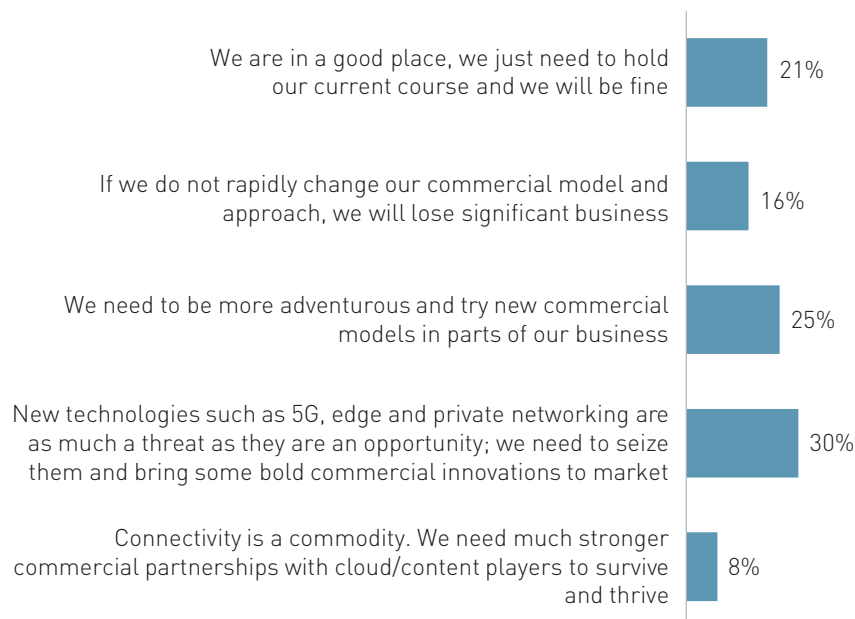 We are in a good place, we just need to hold
our current course and we will be fine
21%
If we do not rapidly change our commercial model and
approach, we will lose significant business
16%
We need to be more adventurous and try new commercial
models in parts of our business
25%
New technologies such as 5G, edge and private networking are
as much a threat as they are an opportunity; we need to seize
them and bring some bold commercial innovations to market
30%
Connectivity is a commodity. We need much stronger
commercial partnerships with cloud/content players to survive
and thrive
8%